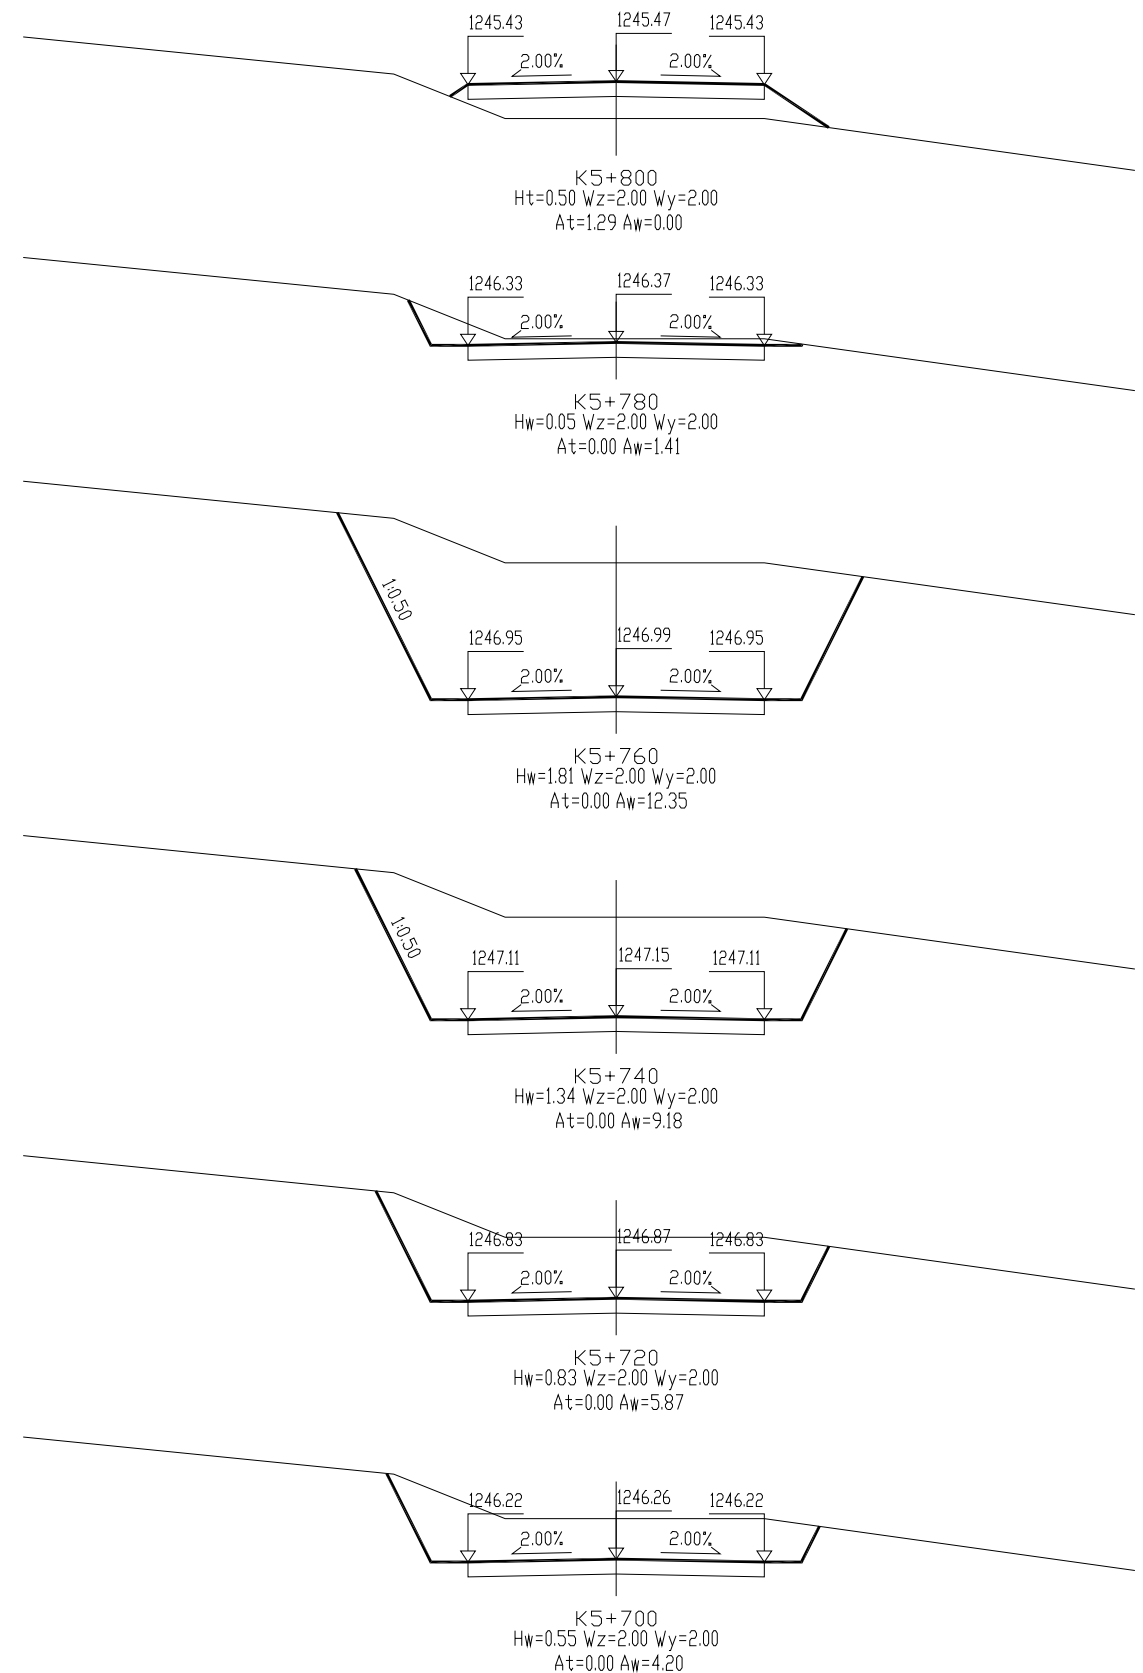 1245.43 1245.47 1245.43
2.00% 2.00%
K5+800
Ht=0.50 Wz=2.00 Wy=2.00
At=1.29 Aw=0.00
1246.33 1246.37 1246.33
2.00% 2.00%
K5+780
Hw=0.05 Wz=2.00 Wy=2.00
At=0.00 Aw=1.41
1:0.50
1246.95 1246.99 1246.95
2.00% 2.00%
K5+760
Hw=1.81 Wz=2.00 Wy=2.00
At=0.00 Aw=12.35
1:0.50
1247.11 1247.15 1247.11
2.00% 2.00%
K5+740
Hw=1.34 Wz=2.00 Wy=2.00
At=0.00 Aw=9.18
1246.83 1246.87 1246.83
2.00% 2.00%
K5+720
Hw=0.83 Wz=2.00 Wy=2.00
At=0.00 Aw=5.87
1246.22 1246.26 1246.22
2.00% 2.00%
K5+700
Hw=0.55 Wz=2.00 Wy=2.00
At=0.00 Aw=4.20